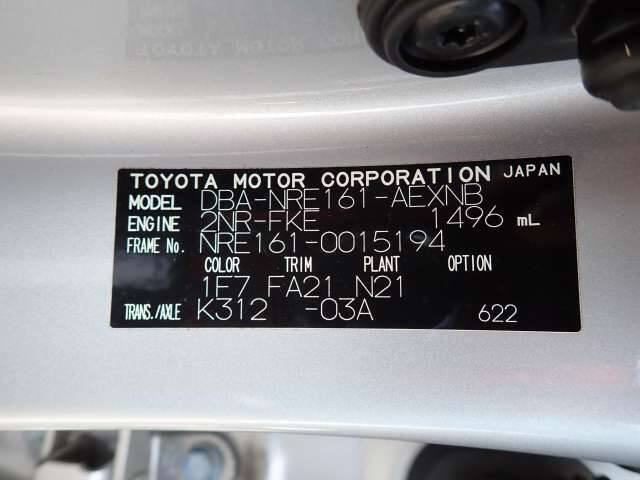 TOYOTA MOTOR CORPORATION JAPAN
MODEL DBA-NRE161-AEXNB
ENGINE 2NR-FKE 1496 mL
FRAME No. NRE161-0015194
COLOR TRIM PLANT OPTION
1F7 FA21 N21
TRANS./AXLE K312 -03A 622